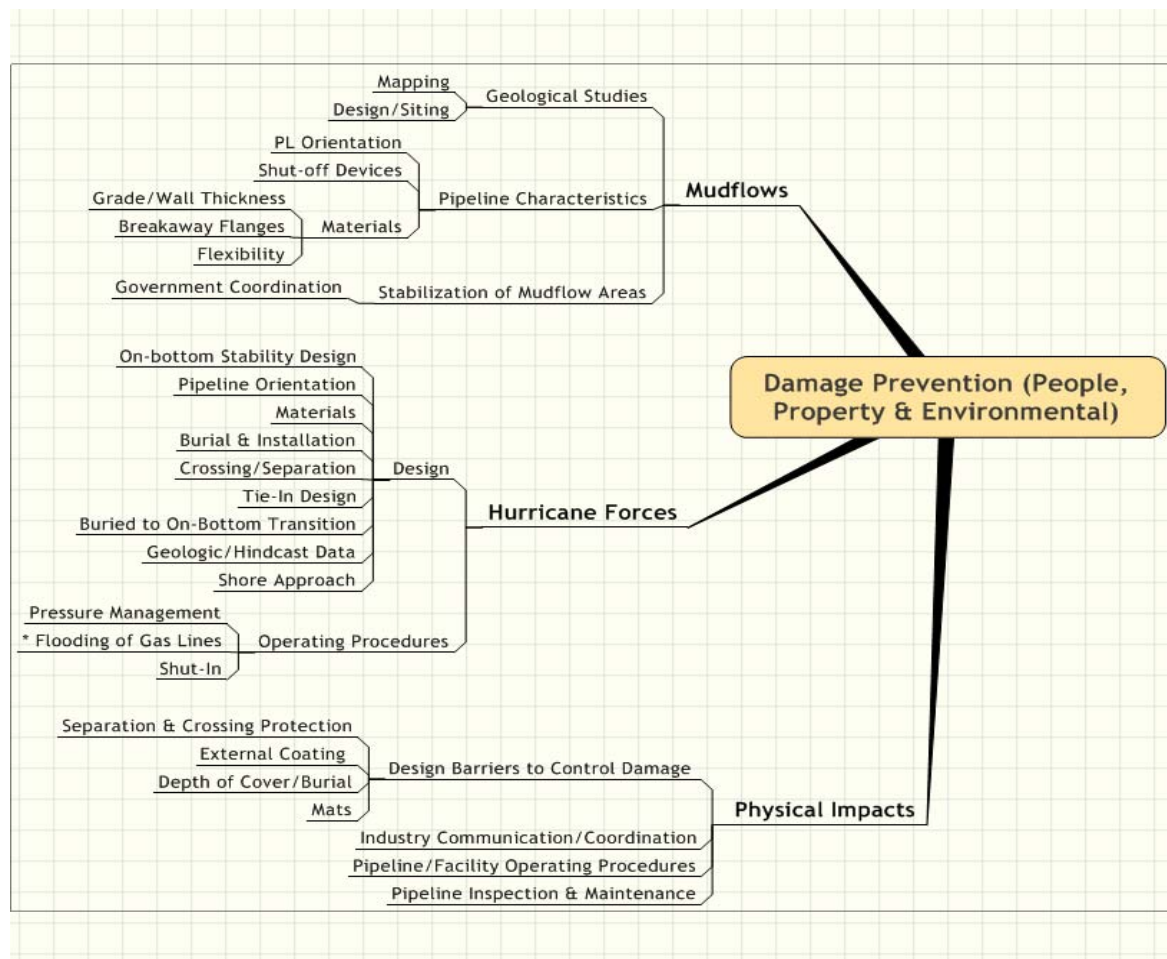 Mapping
Geological Studies
Design/Siting
PL Orientation
Shut-off Devices
Mudflows
Grade/Wall Thickness
Pipeline Characteristics
Breakaway Flanges
Materials
Flexibility
Government Coordination
Stabilization of Mudflow Areas
On-bottom Stability Design
Damage Prevention (People,
Property & Environmental)
Pipeline Orientation
Materials
Burial & Installation
Crossing/Separation
Design
Tie-In Design
Hurricane Forces
Buried to On-Bottom Transition
Geologic/Hindcast Data
Shore Approach
Pressure Management
* Flooding of Gas Lines
Operating Procedures
Shut-In
Separation & Crossing Protection
External Coating
Design Barriers to Control Damage
Depth of Cover/Burial
Mats
Physical Impacts
Industry Communication/Coordination
Pipeline/Facility Operating Procedures
Pipeline Inspection & Maintenance